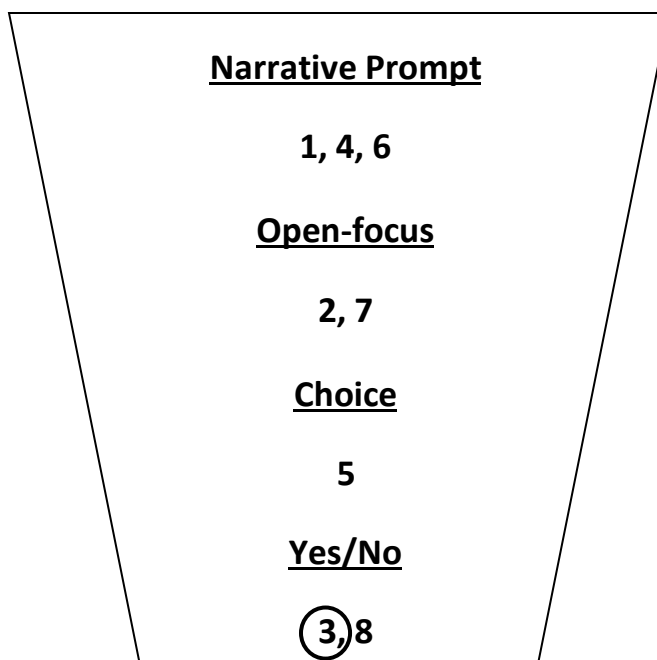 Narrative Prompt
1, 4, 6
Open-focus
2, 7
Choice
5
Yes/No
3, 8